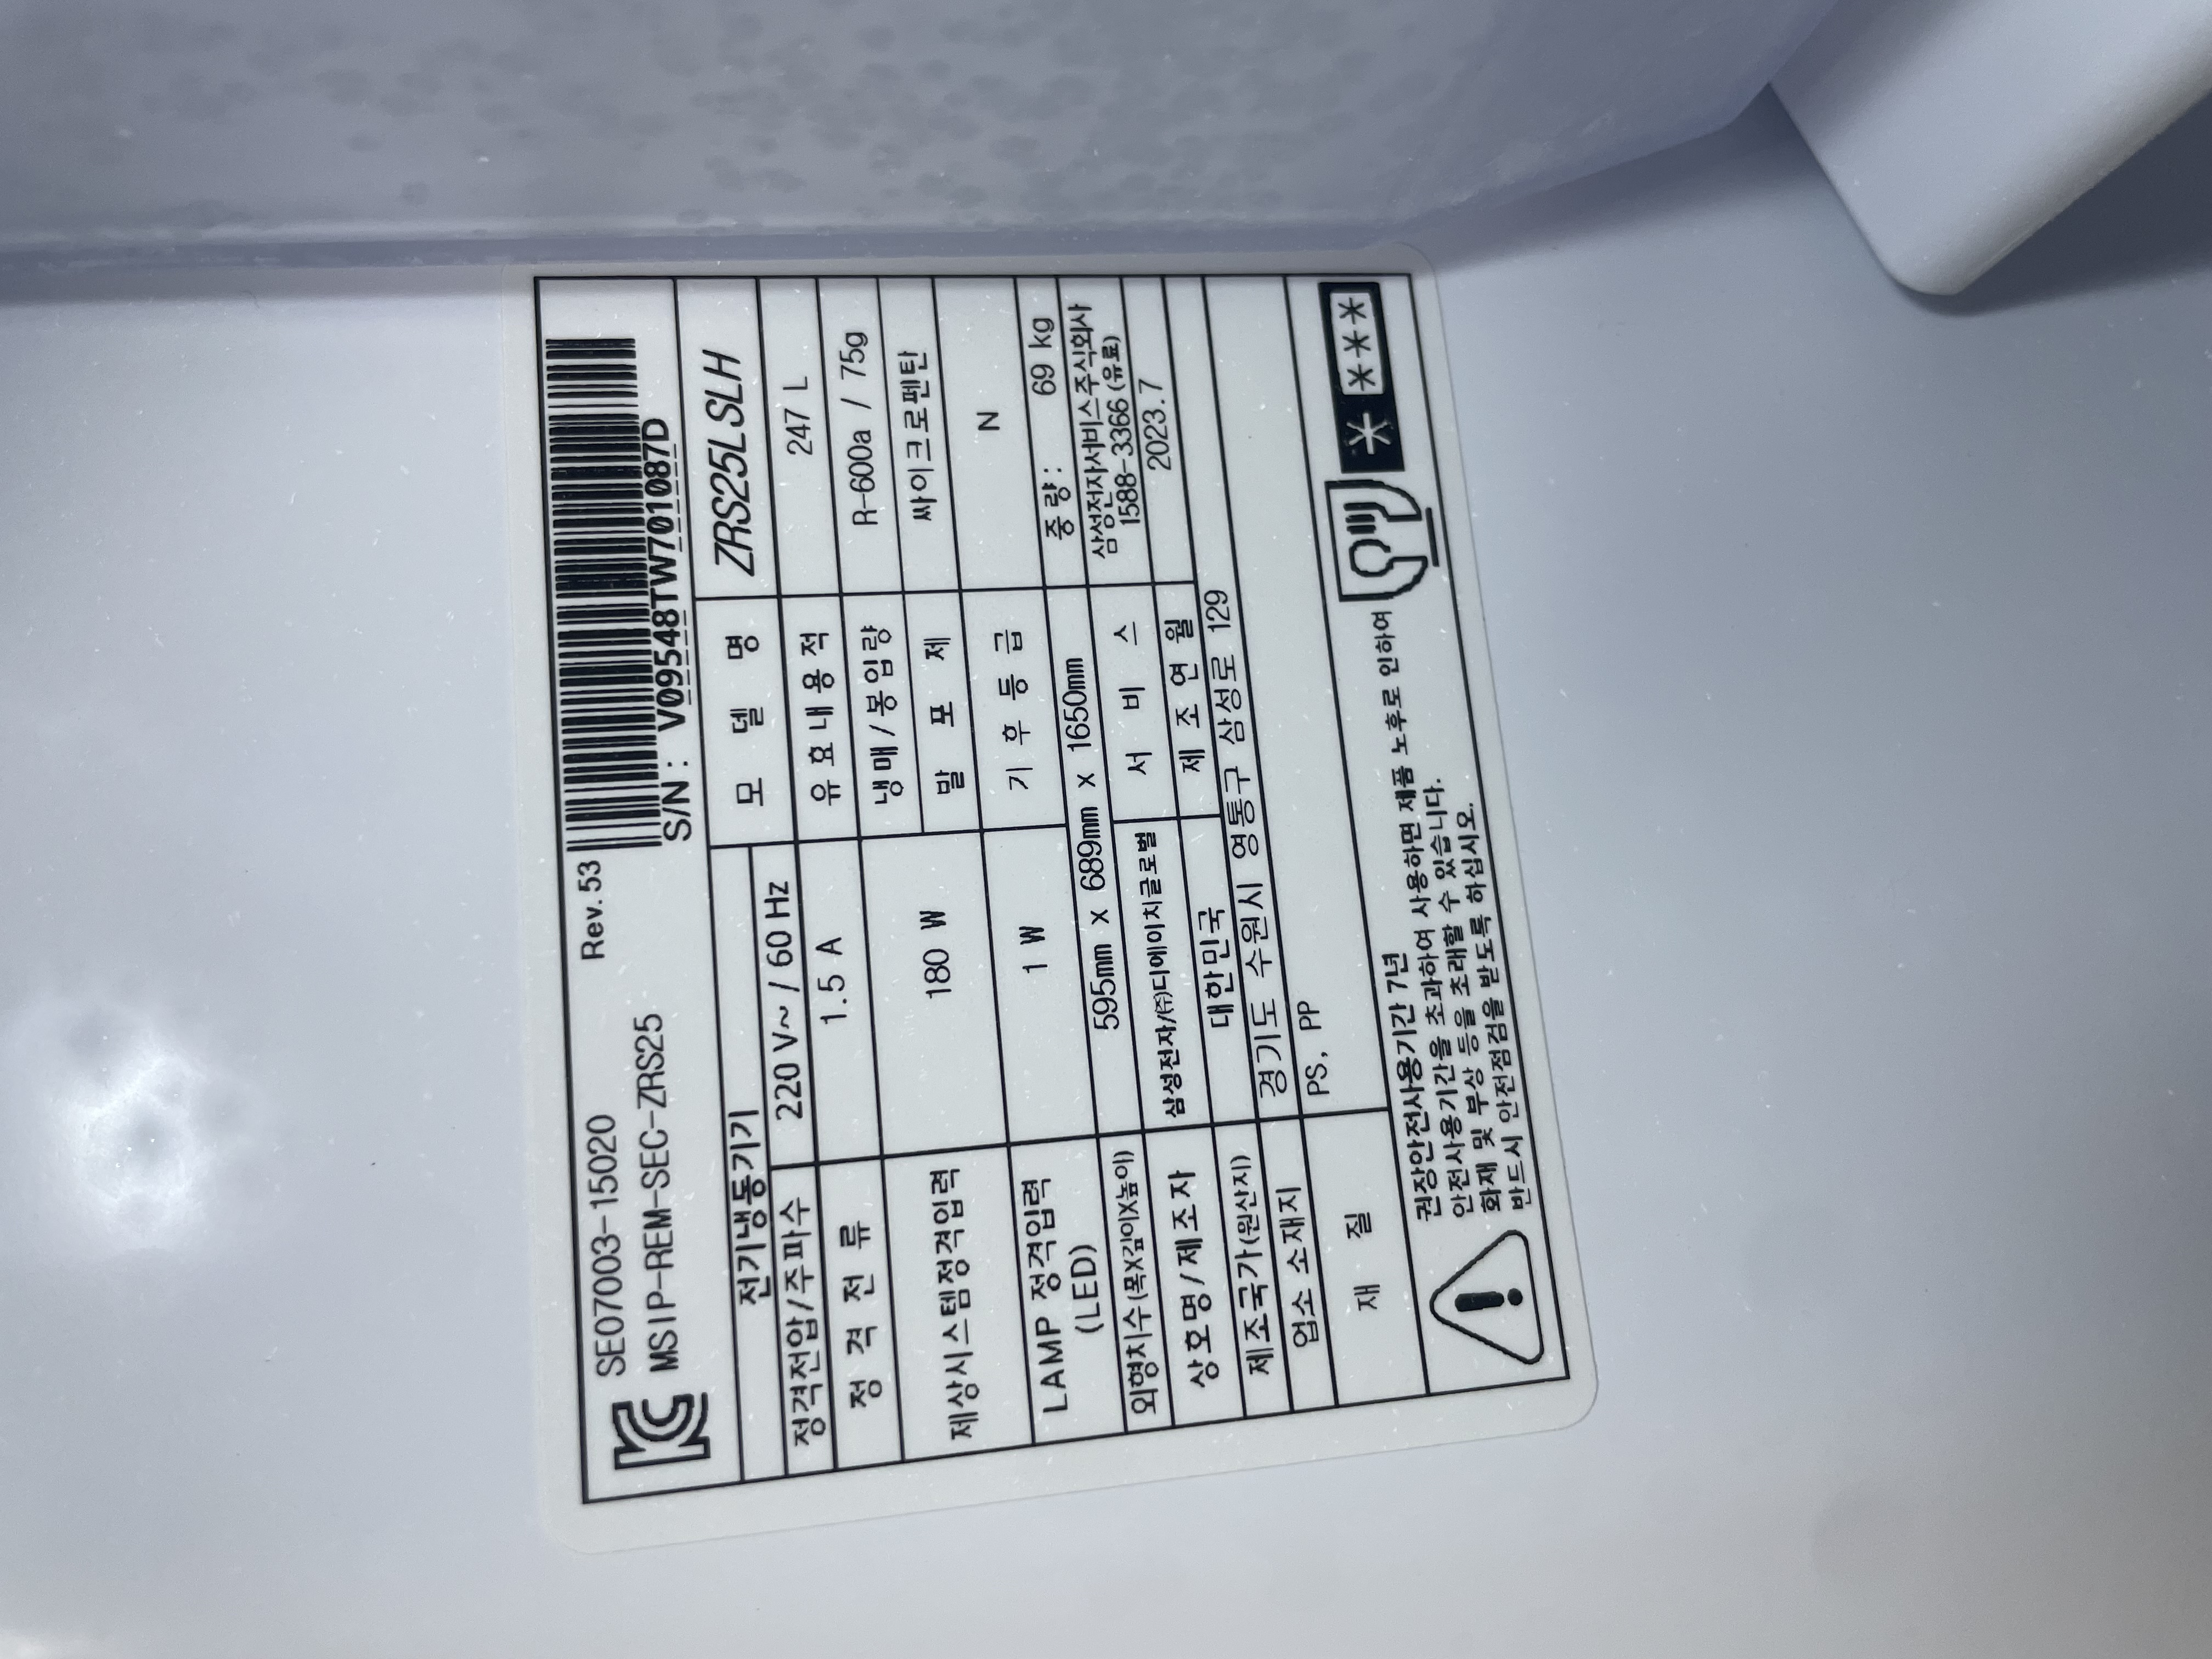 SE07003-15020
Rev. 53
MSIP-REM-SEC-ZRS25
S/N : V09548TW701087D
전기냉동기기
모 델 명 ZRS25LSLH
정격전압/주파수 220 V~ / 60 Hz
유효내용적 247 L
정 격 전 류 1.5 A
냉매/봉입량 R-600a / 75g
제상시스템정격입력 180 W
발 포 제 싸이크로펜탄
LAMP 정격입력
(LED)
1 W
기 후 등 급 N
외형치수(폭X깊이X높이) 595mm x 689mm x 1650mm
중량 : 69 kg
상호명/제조자 삼성전자/㈜디에이치글로벌
서 비 스 삼성전자서비스주식회사
1588-3366 (유료)
제조국가(원산지) 대한민국
제 조 연 월 2023.7
업소 소재지 경기도 수원시 영통구 삼성로 129
재 질 PS, PP
권장안전사용기간 7년
안전사용기간을 초과하여 사용하면 제품 노후로 인하여
화재 및 부상 등을 초래할 수 있습니다.
반드시 안전점검을 받도록 하십시오.